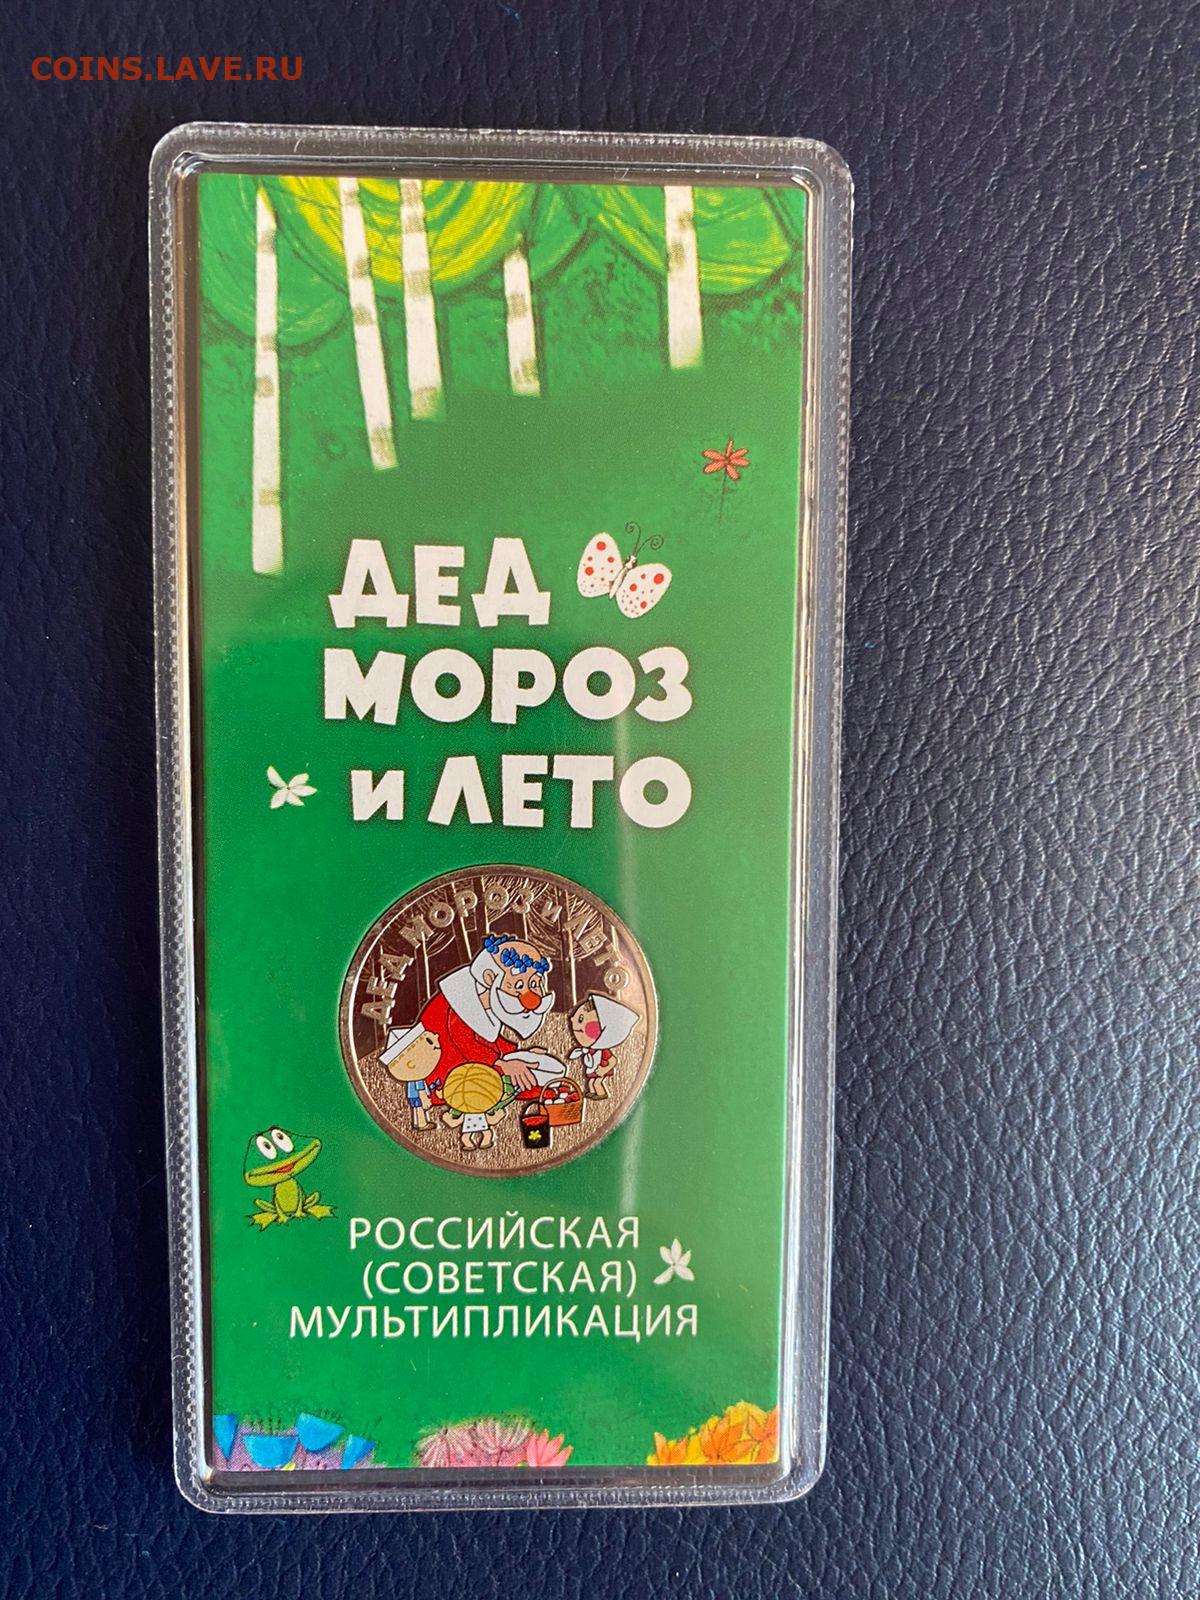 COINS.LAVE.RU
ДЕД
МОРОЗ
и ЛЕТО
ДЕД МОРОЗ и ЛЕТО
РОССИЙСКАЯ
(СОВЕТСКАЯ)
МУЛЬТИПЛИКАЦИЯ